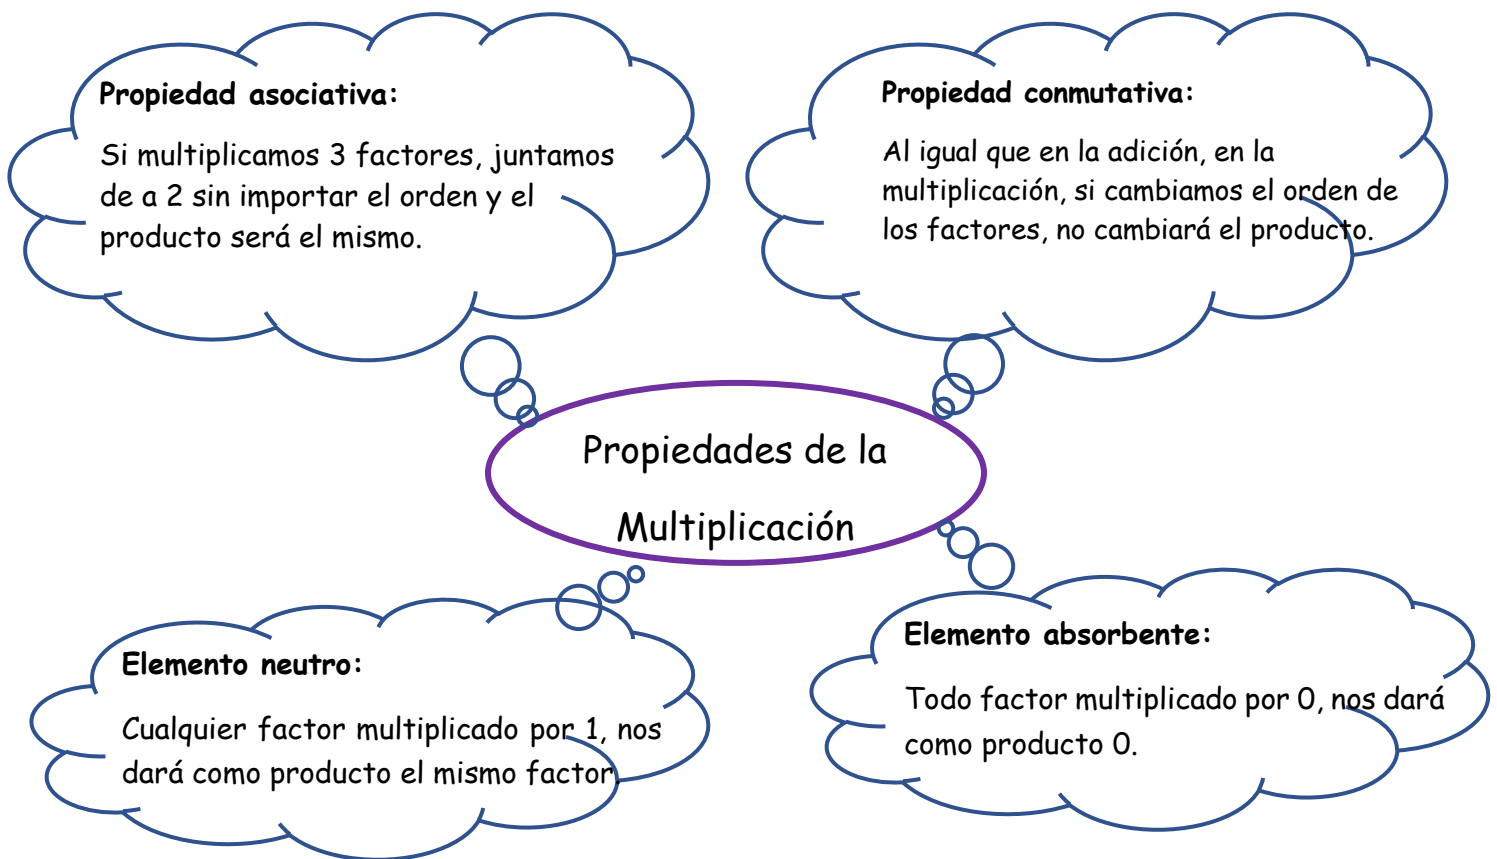 Propiedad asociativa:
Si multiplicamos 3 factores, juntamos
de a 2 sin importar el orden y el
producto será el mismo.
Propiedad conmutativa:
Al igual que en la adición, en la
multiplicación, si cambiamos el orden de
los factores, no cambiará el producto.
Propiedades de la
Multiplicación
Elemento neutro:
Cualquier factor multiplicado por 1, nos
dará como producto el mismo factor.
Elemento absorbente:
Todo factor multiplicado por 0, nos dará
como producto 0.